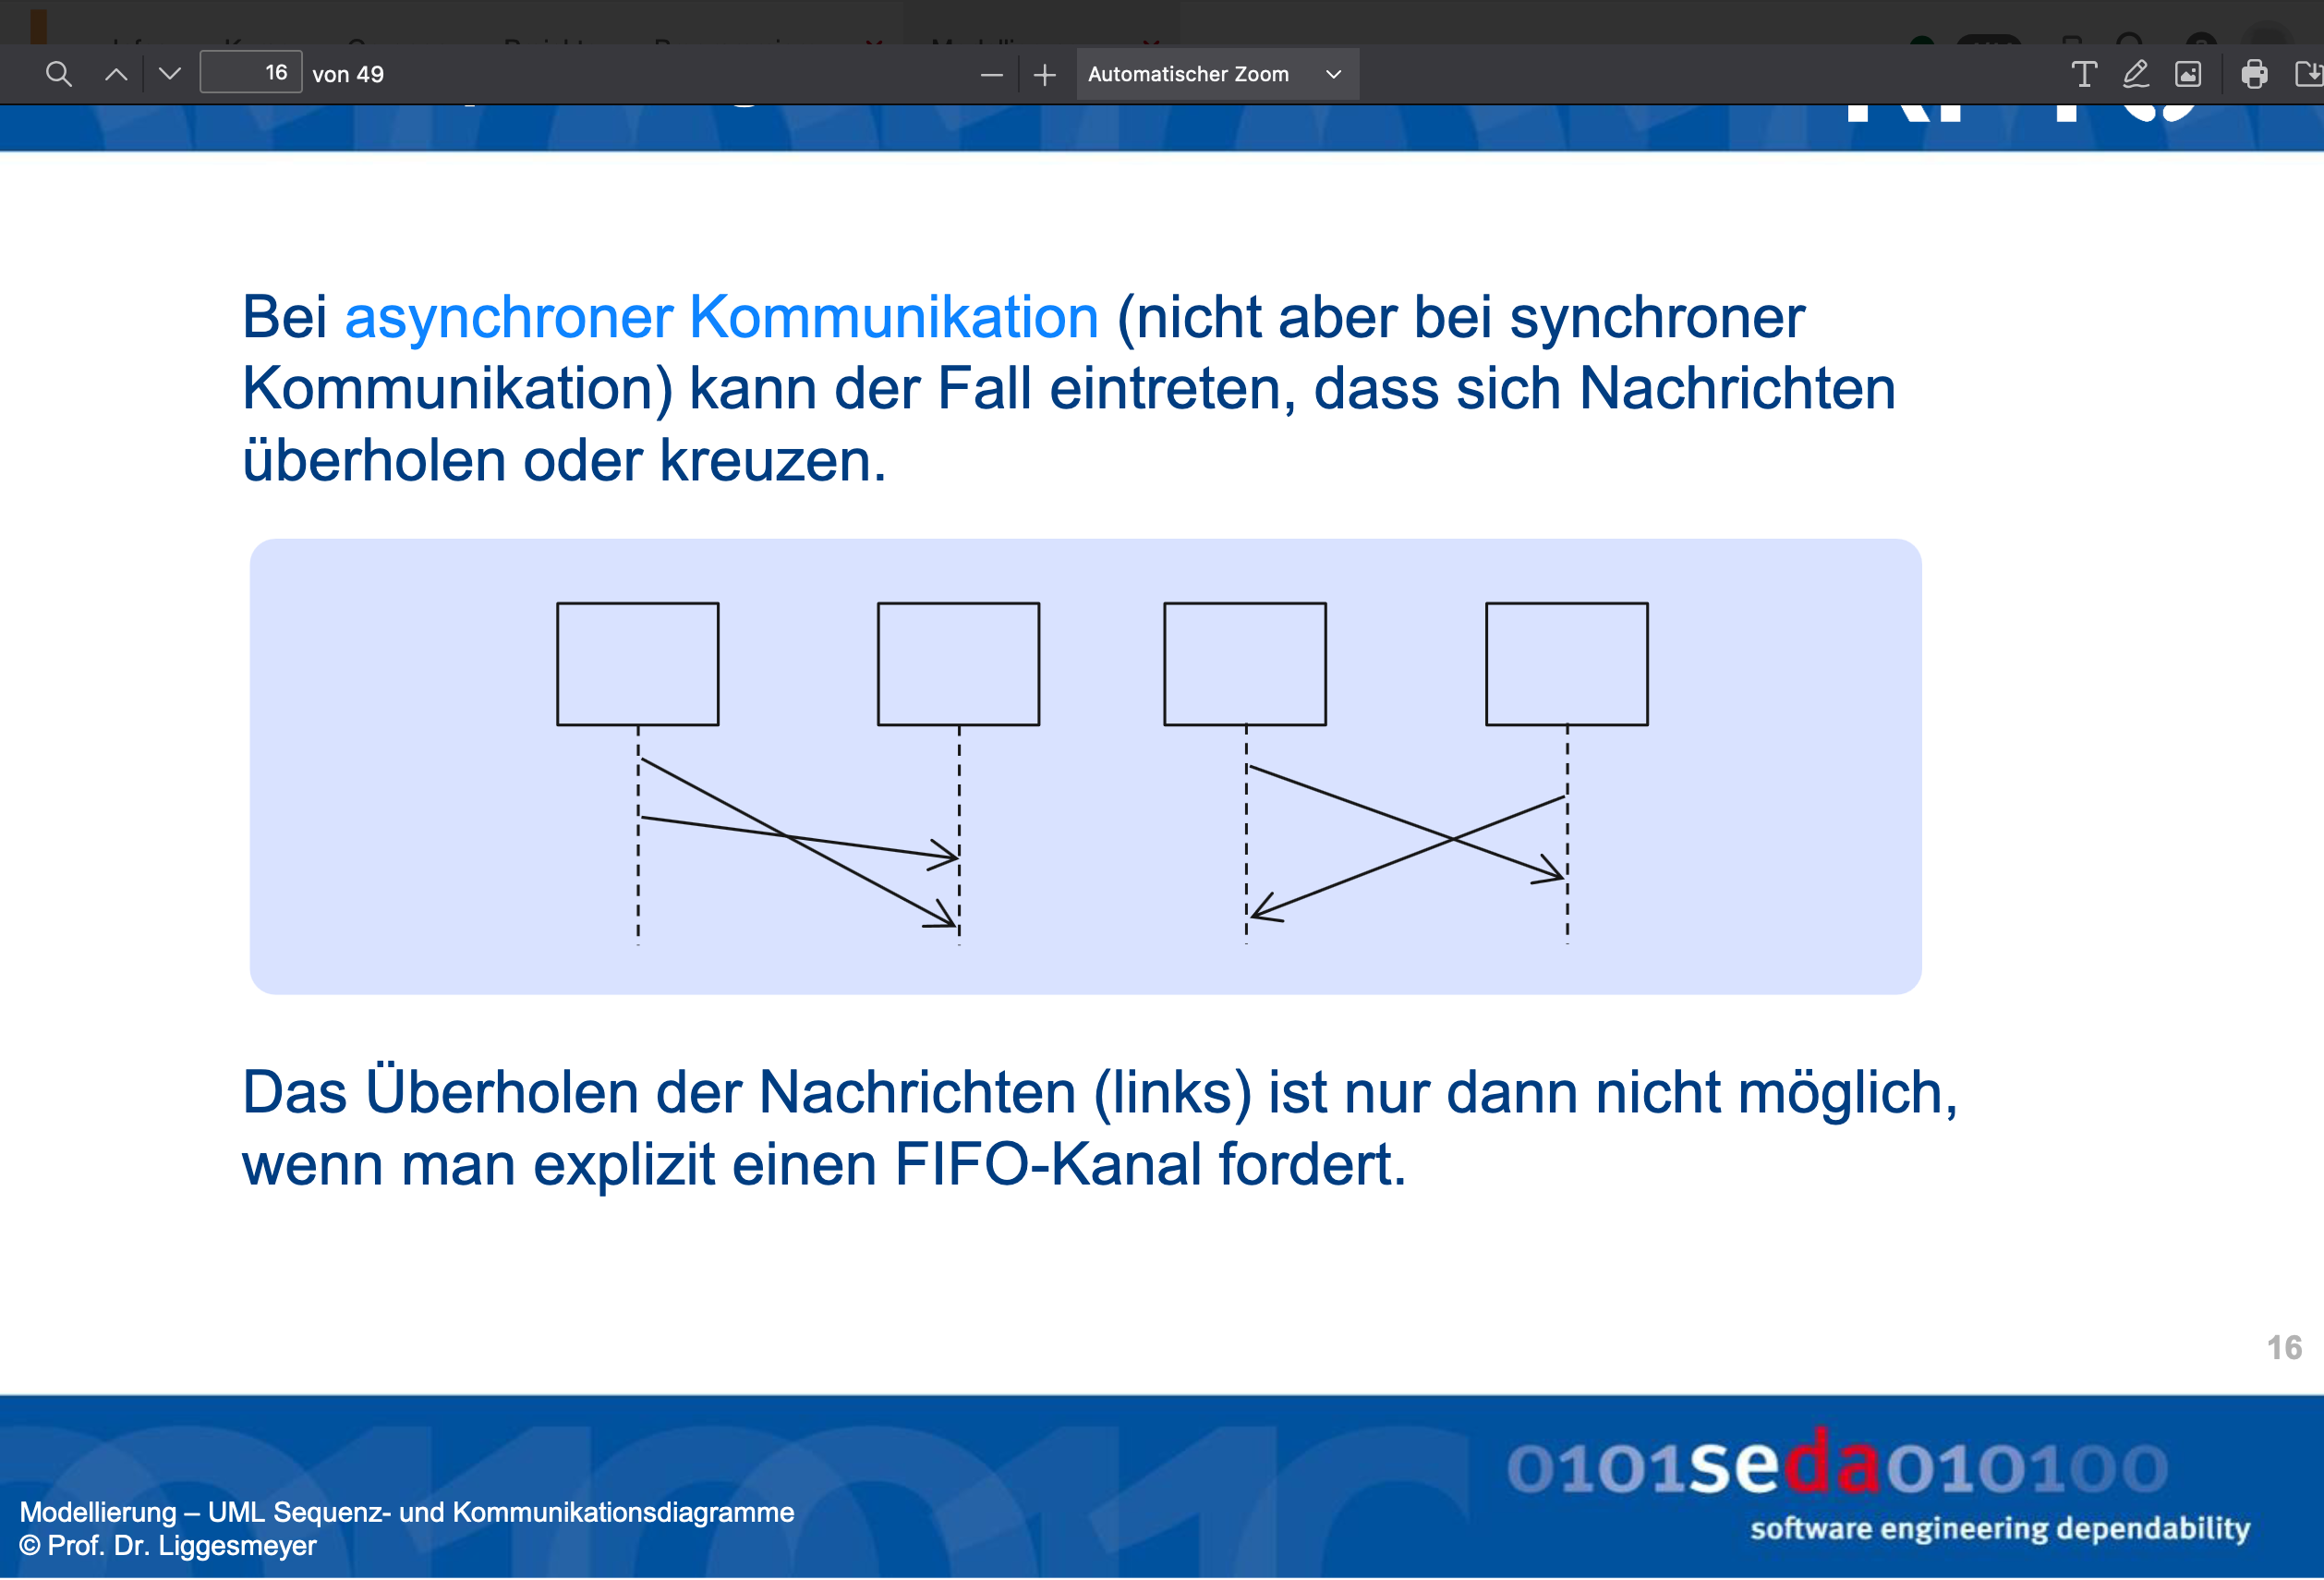 16 von 49
Automatischer Zoom
Bei asynchroner Kommunikation (nicht aber bei synchroner
Kommunikation) kann der Fall eintreten, dass sich Nachrichten
überholen oder kreuzen.
Das Überholen der Nachrichten (links) ist nur dann nicht möglich,
wenn man explizit einen FIFO-Kanal fordert.
16
0101seda010100
software engineering dependability
Modellierung – UML Sequenz- und Kommunikationsdiagramme
© Prof. Dr. Liggesmeyer